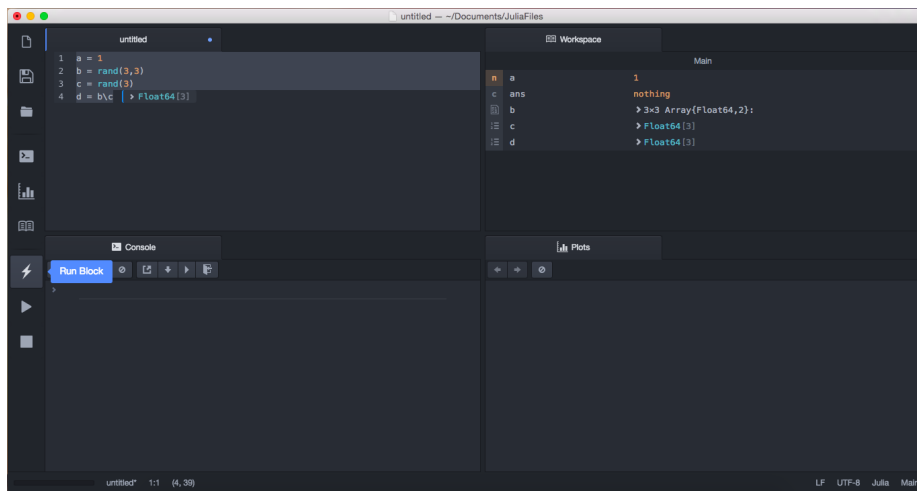 untitled — ~/Documents/JuliaFiles
untitled
1 a = 1
2 b = rand(3,3)
3 c = rand(3)
4 d = b\c > Float64[3]
Workspace
Main
n a 1
c ans nothing
b > 3×3 Array{Float64,2}:
c > Float64[3]
d > Float64[3]
Console
Run Block
>
Plots
untitled* 1:1 (4, 39)
LF UTF-8 Julia Main